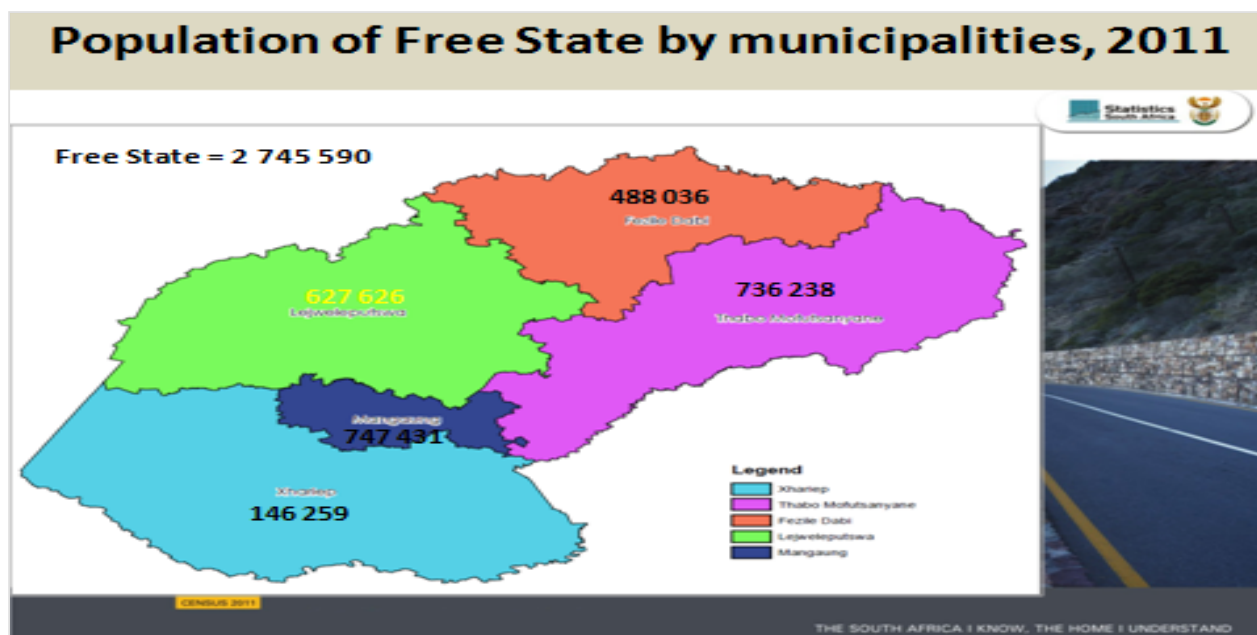 Population of Free State by municipalities, 2011
Statistics
South Africa
Free State = 2 745 590
488 036
Fezile Dabi
627 626
Lejweleputswa
736 238
Thabo Mofutsanyane
Mangaung
747 431
Xhariep
146 259
Legend
Xhariep
Thabo Mofutsanyane
Fezile Dabi
Lejweleputswa
Mangaung
CENSUS 2011
THE SOUTH AFRICA I KNOW, THE HOME I UNDERSTAND